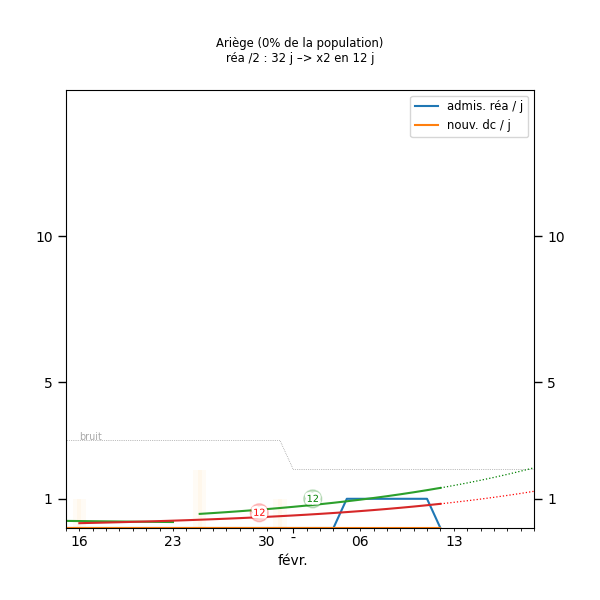 Ariège (0% de la population)
réa /2 : 32 j –> x2 en 12 j
admis. réa / j
nouv. dc / j
10
10
5
5
bruit
1
12
12
1
16
23
30
-
06
13
févr.